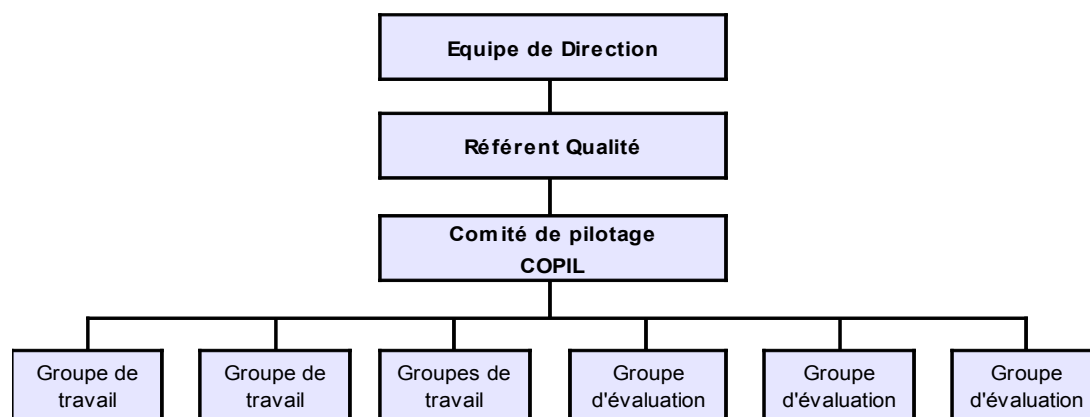 Equipe de Direction
Référent Qualité
Comité de pilotage
COPIL
Groupe de
travail
Groupe de
travail
Groupes de
travail
Groupe
d'évaluation
Groupe
d'évaluation
Groupe
d'évaluation